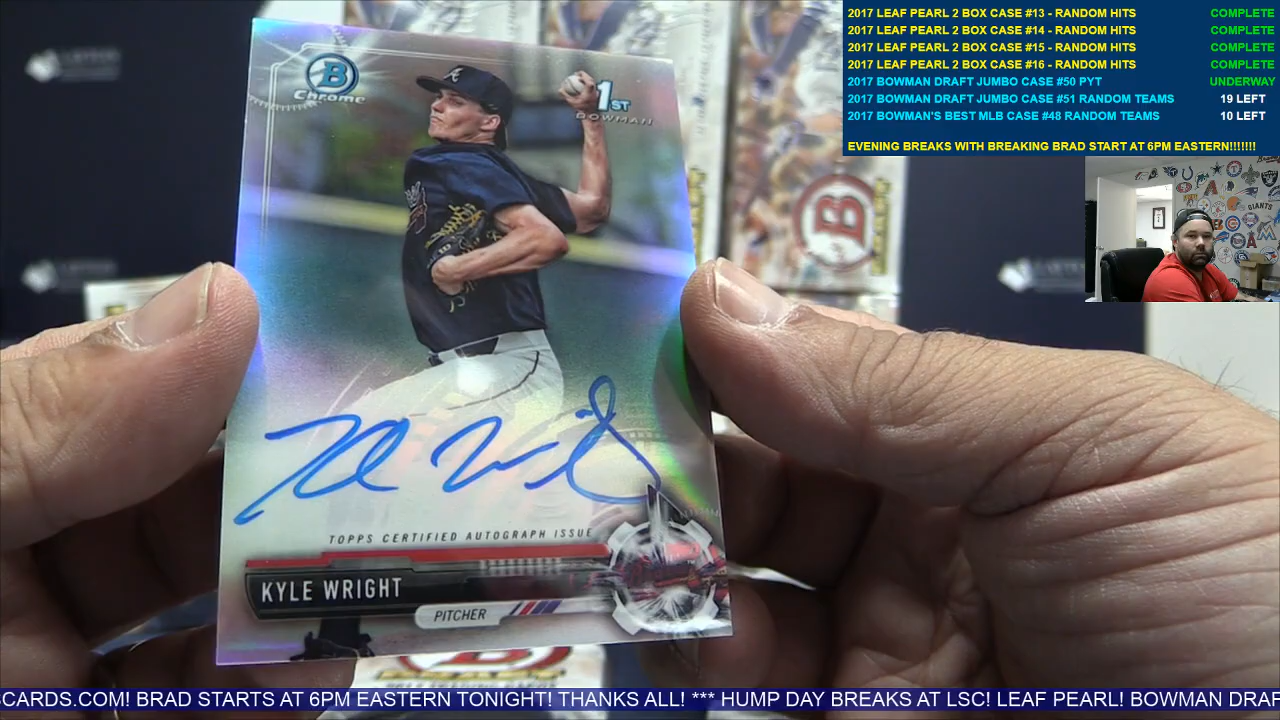 2017 LEAF PEARL 2 BOX CASE #13 - RANDOM HITS COMPLETE
2017 LEAF PEARL 2 BOX CASE #14 - RANDOM HITS COMPLETE
2017 LEAF PEARL 2 BOX CASE #15 - RANDOM HITS COMPLETE
2017 LEAF PEARL 2 BOX CASE #16 - RANDOM HITS COMPLETE
2017 BOWMAN DRAFT JUMBO CASE #50 PYT UNDERWAY
2017 BOWMAN DRAFT JUMBO CASE #51 RANDOM TEAMS 19 LEFT
2017 BOWMAN'S BEST MLB CASE #48 RANDOM TEAMS 10 LEFT
EVENING BREAKS WITH BREAKING BRAD START AT 6PM EASTERN!!!!!!!
B
Chrome
1ST
BOWMAN
A
B
GIANTS
TOPPS CERTIFIED AUTOGRAPH ISSUE
KYLE WRIGHT
PITCHER
SCARDS.COM! BRAD STARTS AT 6PM EASTERN TONIGHT! THANKS ALL! *** HUMP DAY BREAKS AT LSC! LEAF PEARL! BOWMAN DRAF